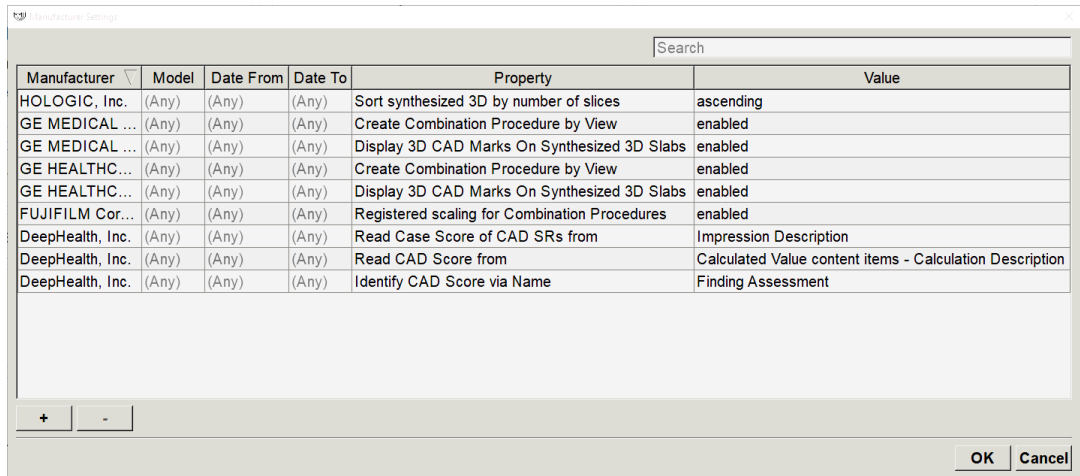 Manufacturer Settings
Search
Manufacturer Model Date From Date To Property Value
HOLOGIC, Inc. (Any) (Any) (Any) Sort synthesized 3D by number of slices ascending
GE MEDICAL ... (Any) (Any) (Any) Create Combination Procedure by View enabled
GE MEDICAL ... (Any) (Any) (Any) Display 3D CAD Marks On Synthesized 3D Slabs enabled
GE HEALTHC... (Any) (Any) (Any) Create Combination Procedure by View enabled
GE HEALTHC... (Any) (Any) (Any) Display 3D CAD Marks On Synthesized 3D Slabs enabled
FUJIFILM Cor... (Any) (Any) (Any) Registered scaling for Combination Procedures enabled
DeepHealth, Inc. (Any) (Any) (Any) Read Case Score of CAD SRs from Impression Description
DeepHealth, Inc. (Any) (Any) (Any) Read CAD Score from Calculated Value content items - Calculation Description
DeepHealth, Inc. (Any) (Any) (Any) Identify CAD Score via Name Finding Assessment
+ -
OK Cancel